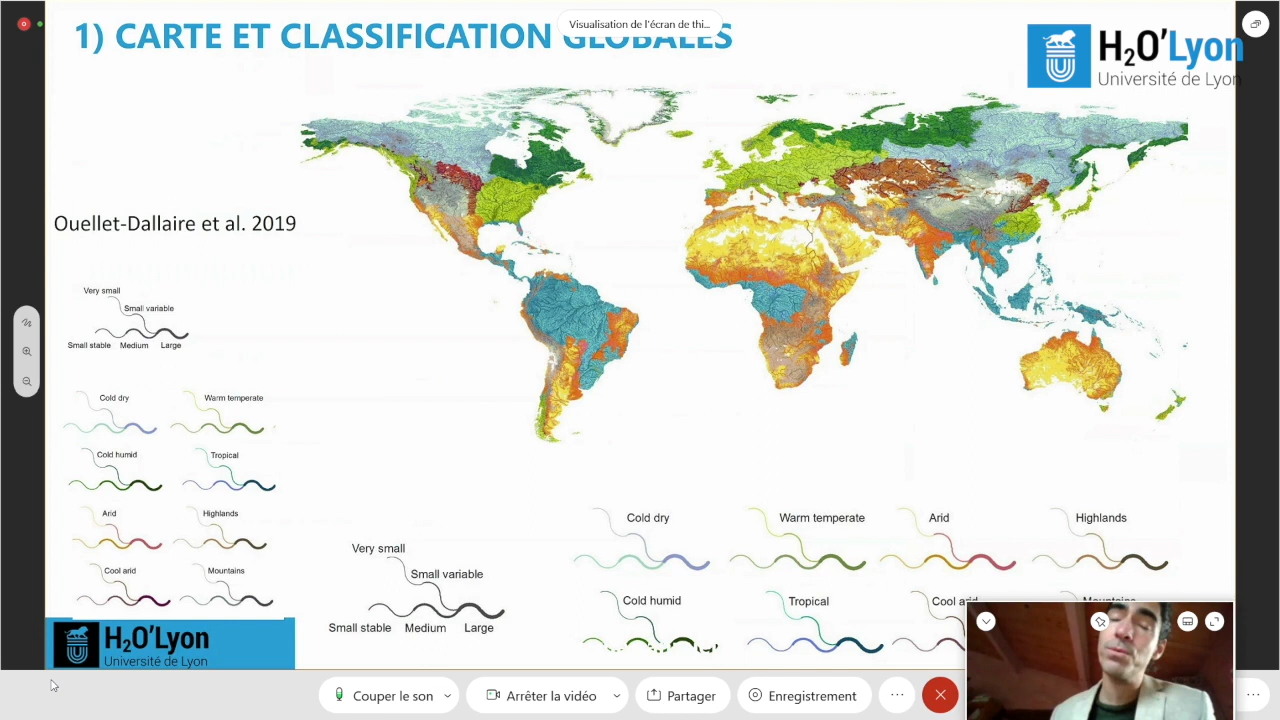 Visualisation de l'écran de thi...
1) CARTE ET CLASSIFICATION GLOBALES
H₂O'Lyon
Université de Lyon
Ouellet-Dallaire et al. 2019
Very small
Small variable
Small stable Medium Large
Cold dry Warm temperate
Cold humid Tropical
Arid Highlands
Cool arid Mountains
Very small
Small variable
Small stable Medium Large
Cold dry Warm temperate Arid Highlands
Cold humid Tropical Cool arid Mountains
H₂O'Lyon
Université de Lyon
Couper le son Arrêter la vidéo Partager Enregistrement